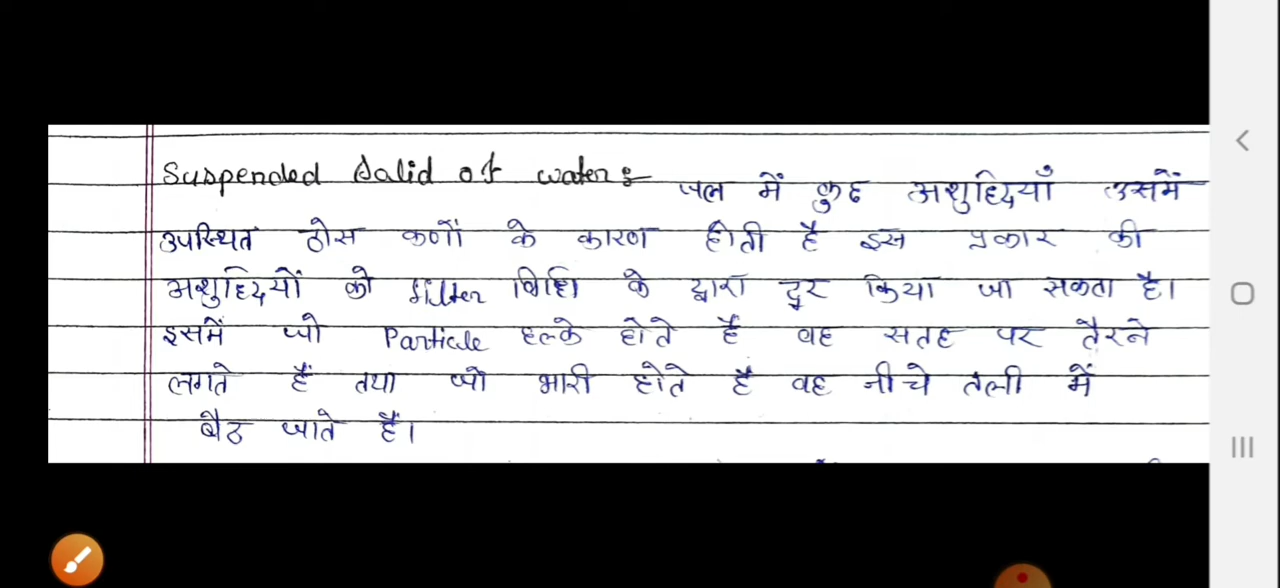 Suspended Salid of water :- जल में कुछ अशुद्धियाँ उसमें
उपस्थित ठोस कणों के कारण होती है इस प्रकार की
अशुद्धियों को filter विधि के द्वारा दूर किया जा सकता है।
इसमें जो Particle हल्के होते है वह सतह पर तैरने
लगते हैं तथा जो भारी होते है वह नीचे तली में
बैठ जाते हैं।